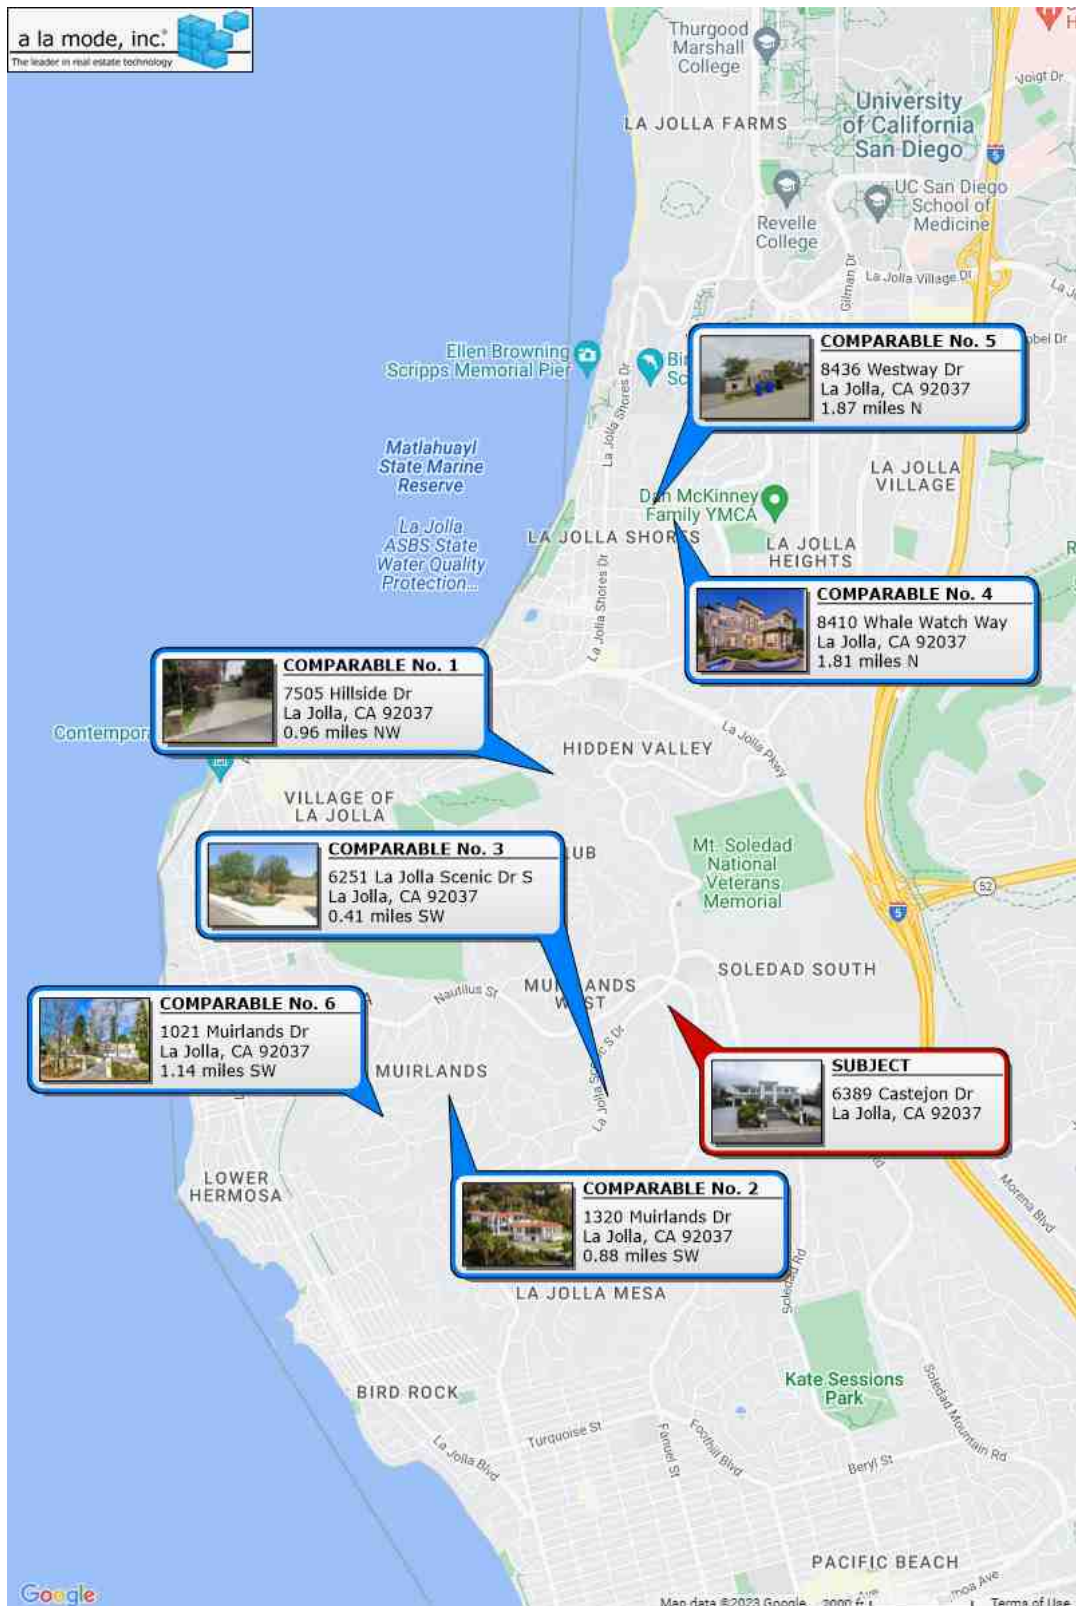 a la mode, inc.
The leader in real estate technology
Thurgood
Marshall
College
Voigt Dr
University
of California
San Diego
LA JOLLA FARMS
5
UC San Diego
School of
Medicine
Revelle
College
Gilman Dr
La Jolla Village Dr
Ellen Browning
Scripps Memorial Pier
COMPARABLE No. 5
8436 Westway Dr
La Jolla, CA 92037
1.87 miles N
La Jolla Shores Dr
Matlahuayl
State Marine
Reserve
LA JOLLA
VILLAGE
Dan McKinney
Family YMCA
La Jolla
ASBS State
Water Quality
Protection...
LA JOLLA SHORES
LA JOLLA
HEIGHTS
La Jolla Shores Dr
COMPARABLE No. 4
8410 Whale Watch Way
La Jolla, CA 92037
1.81 miles N
COMPARABLE No. 1
7505 Hillside Dr
La Jolla, CA 92037
0.96 miles NW
HIDDEN VALLEY
La Jolla Pkwy
VILLAGE OF
LA JOLLA
COMPARABLE No. 3
6251 La Jolla Scenic Dr S
La Jolla, CA 92037
0.41 miles SW
Mt. Soledad
National
Veterans
Memorial
52
5
SOLEDAD SOUTH
Nautilus St
MUIRLANDS
WEST
COMPARABLE No. 6
1021 Muirlands Dr
La Jolla, CA 92037
1.14 miles SW
La Jolla Scenic S Dr
MUIRLANDS
SUBJECT
6389 Castejon Dr
La Jolla, CA 92037
LOWER
HERMOSA
Morena Blvd
COMPARABLE No. 2
1320 Muirlands Dr
La Jolla, CA 92037
0.88 miles SW
Soledad Rd
LA JOLLA MESA
Kate Sessions
Park
BIRD ROCK
Soledad Mountain Rd
La Jolla Blvd
Turquoise St
Fanuel St
Foothill Blvd
Beryl St
PACIFIC BEACH
Google
Map data ©2023 Google
2000 ft
Terms of Use